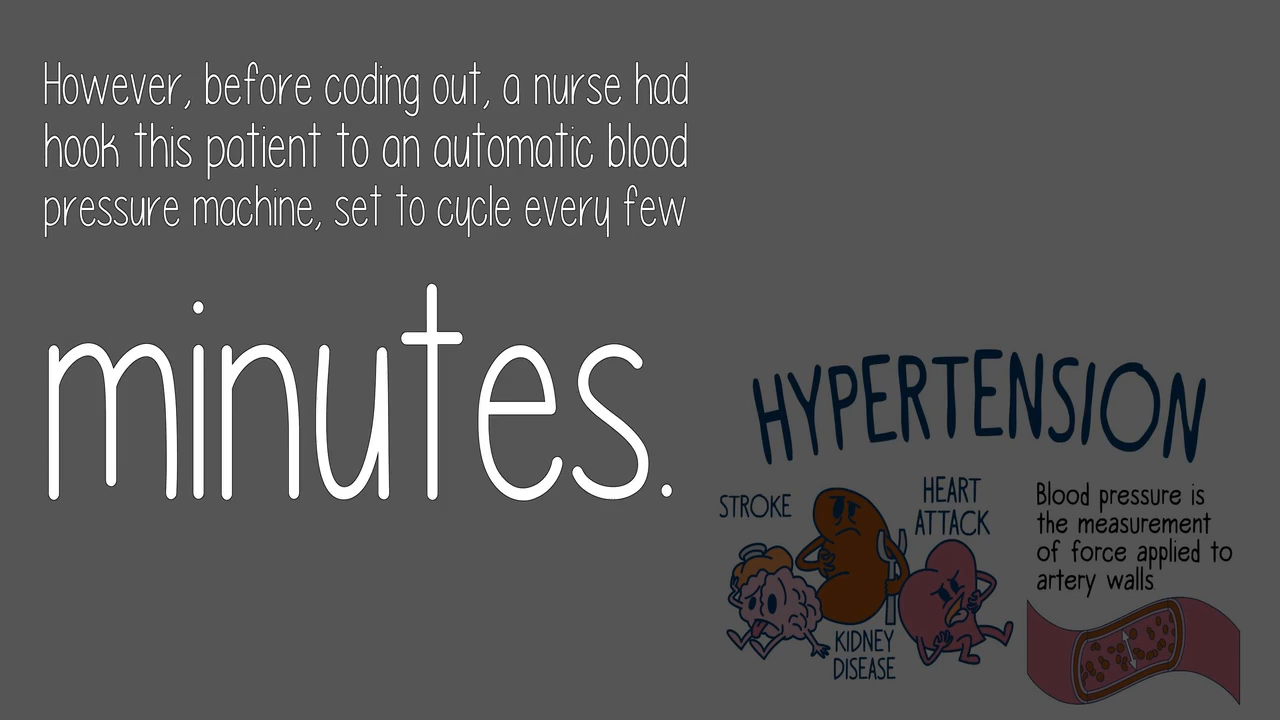 However, before coding out, a nurse had
hook this patient to an automatic blood
pressure machine, set to cycle every few
minutes.
HYPERTENSION
STROKE
HEART
ATTACK
KIDNEY
DISEASE
Blood pressure is
the measurement
of force applied to
artery walls